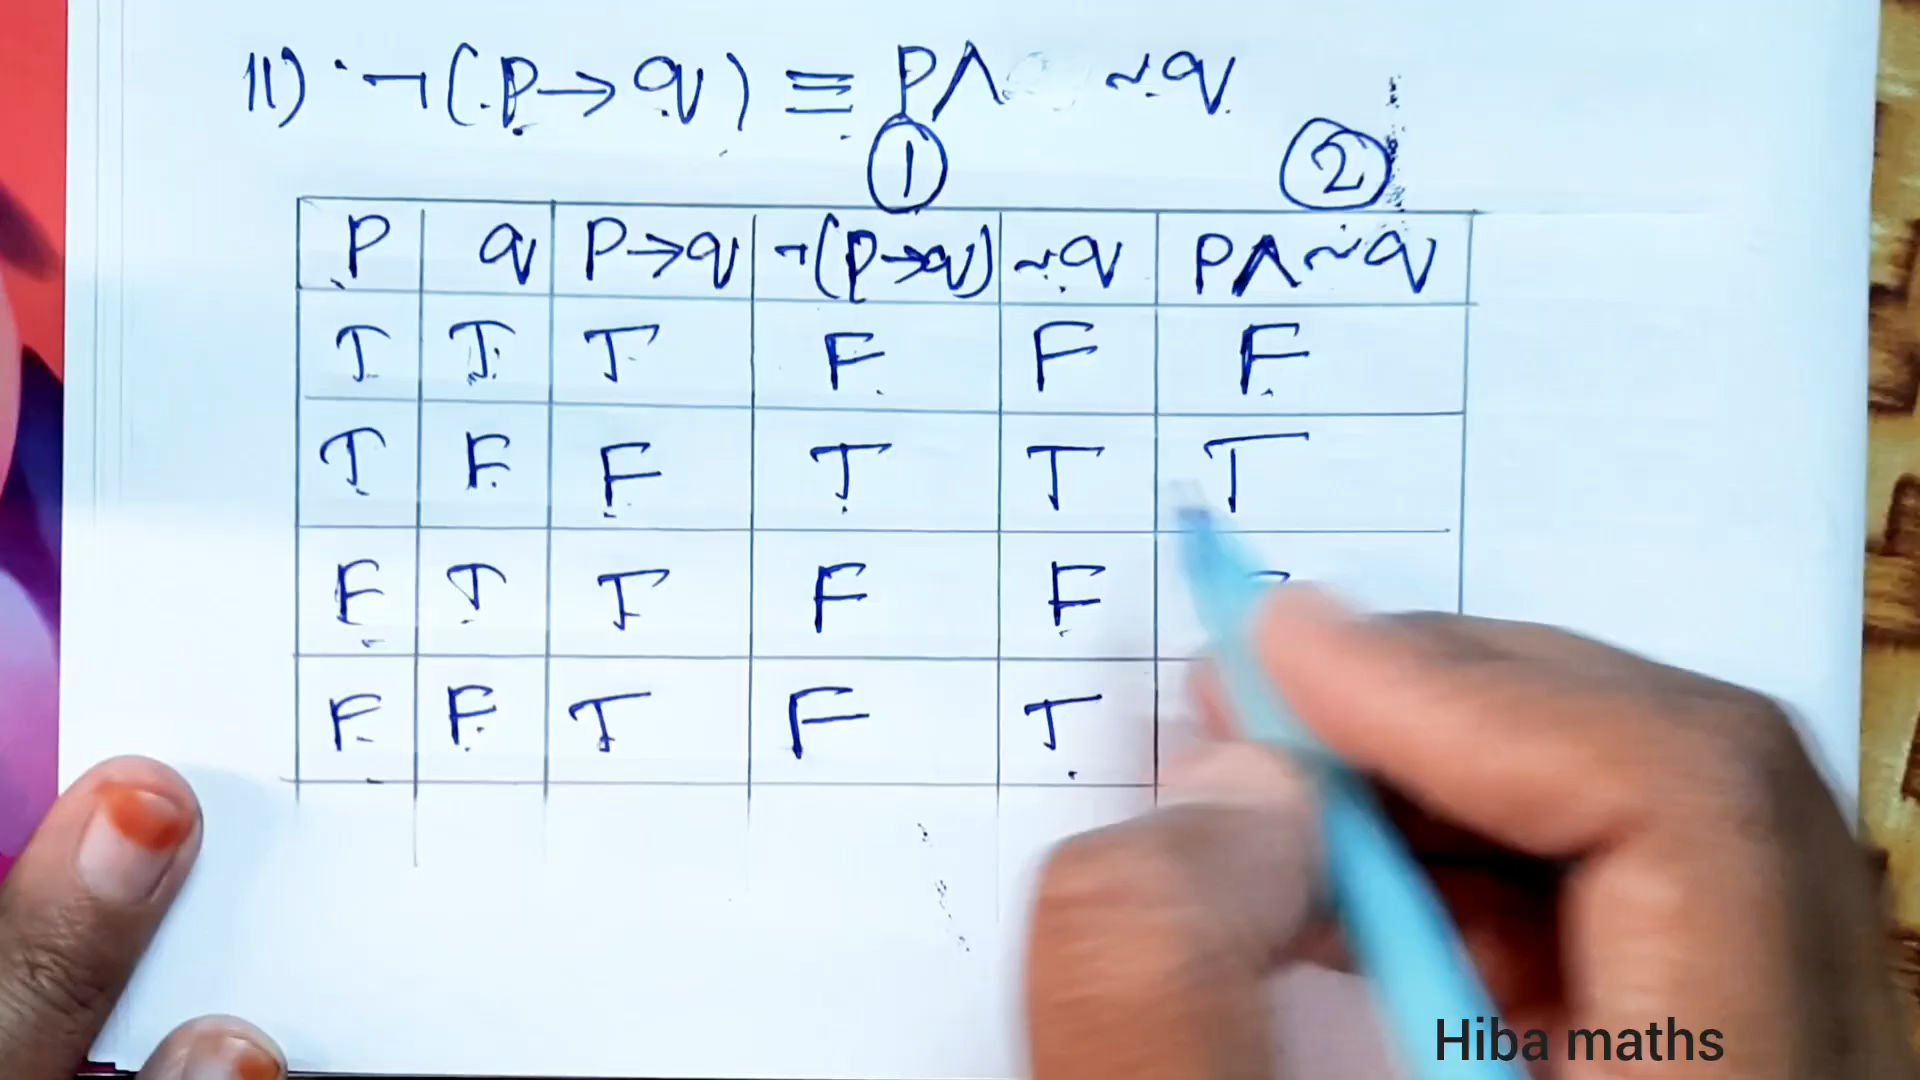 11) ¬(P→q) ≡ P∧ ~q
① ②
P q P→q ¬(P→q) ~q P∧~q
T T T F F F
T F F T T T
F T T F F
F F T F T
Hiba maths